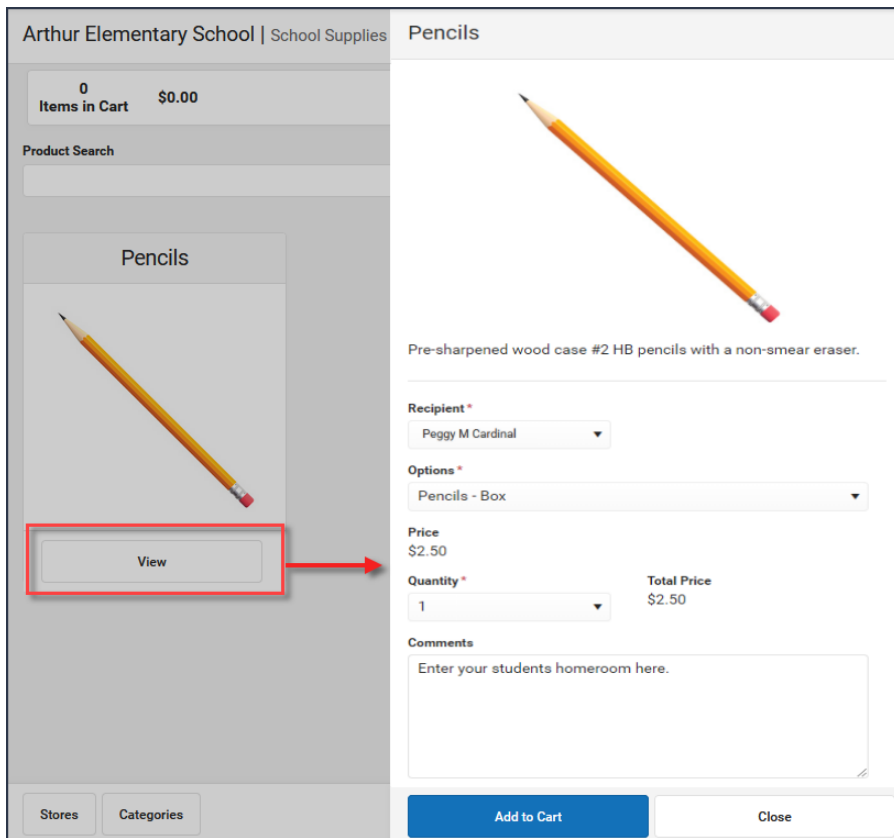 Arthur Elementary School | School Supplies
0
Items in Cart
$0.00
Product Search
Pencils
View
Stores
Categories
Pencils
Pre-sharpened wood case #2 HB pencils with a non-smear eraser.
Recipient *
Peggy M Cardinal
Options *
Pencils - Box
Price
$2.50
Quantity *
1
Total Price
$2.50
Comments
Enter your students homeroom here.
Add to Cart
Close